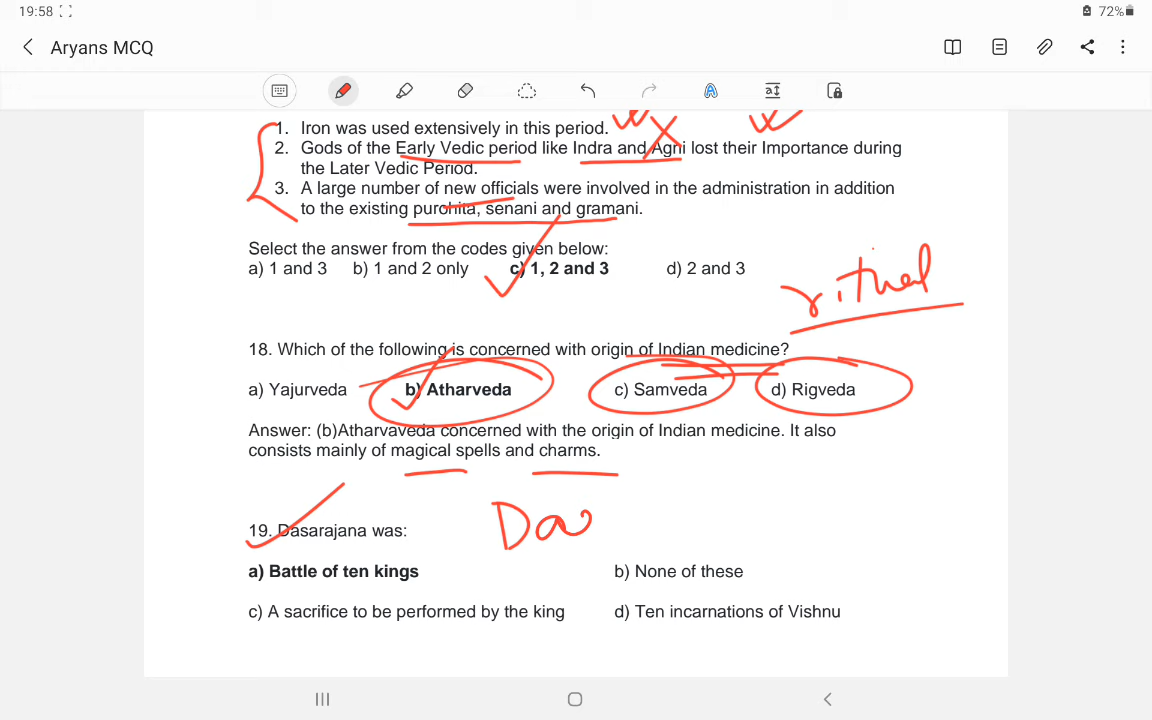 19:58
72%
Aryans MCQ
1. Iron was used extensively in this period.
2. Gods of the Early Vedic period like Indra and Agni lost their Importance during
the Later Vedic Period.
3. A large number of new officials were involved in the administration in addition
to the existing purohita, senani and gramani.
Select the answer from the codes given below:
a) 1 and 3 b) 1 and 2 only c) 1, 2 and 3 d) 2 and 3
ritual
18. Which of the following is concerned with origin of Indian medicine?
a) Yajurveda b) Atharveda c) Samveda d) Rigveda
Answer: (b)Atharvaveda concerned with the origin of Indian medicine. It also
consists mainly of magical spells and charms.
19. Dasarajana was:
a) Battle of ten kings b) None of these
c) A sacrifice to be performed by the king d) Ten incarnations of Vishnu